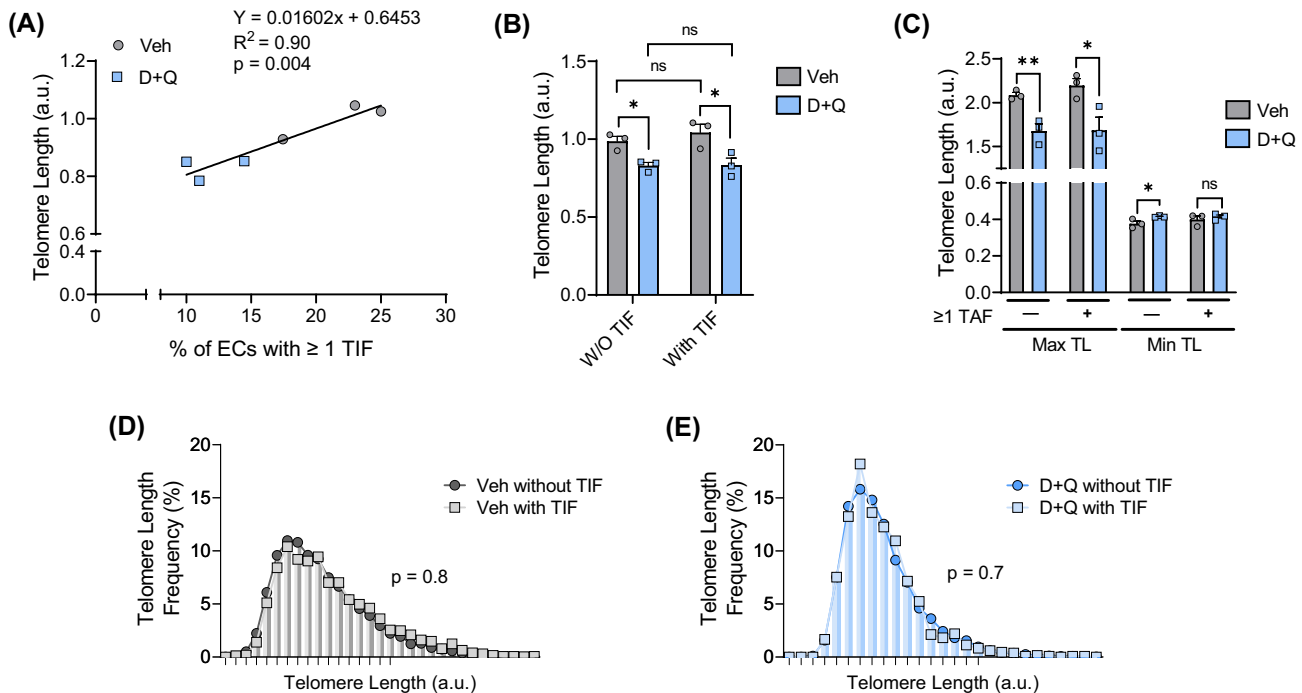 (A)
Y = 0.01602x + 0.6453
R² = 0.90
p = 0.004
Veh
D+Q
Telomere Length (a.u.)
1.2
1.0
0.8
0.6
0.4
0.0
0
10
15
20
25
30
% of ECs with ≥ 1 TIF
(B)
ns
ns
*
*
Veh
D+Q
Telomere Length (a.u.)
1.5
1.0
0.5
0.0
W/O TIF
With TIF
(C)
**
*
*
ns
Veh
D+Q
Telomere Length (a.u.)
2.5
2.0
1.5
0.6
0.4
0.2
0.0
≥1 TAF
—
+
—
+
Max TL
Min TL
(D)
Telomere Length
Frequency (%)
20
15
10
5
0
Veh without TIF
Veh with TIF
p = 0.8
Telomere Length (a.u.)
(E)
Telomere Length
Frequency (%)
20
15
10
5
0
D+Q without TIF
D+Q with TIF
p = 0.7
Telomere Length (a.u.)